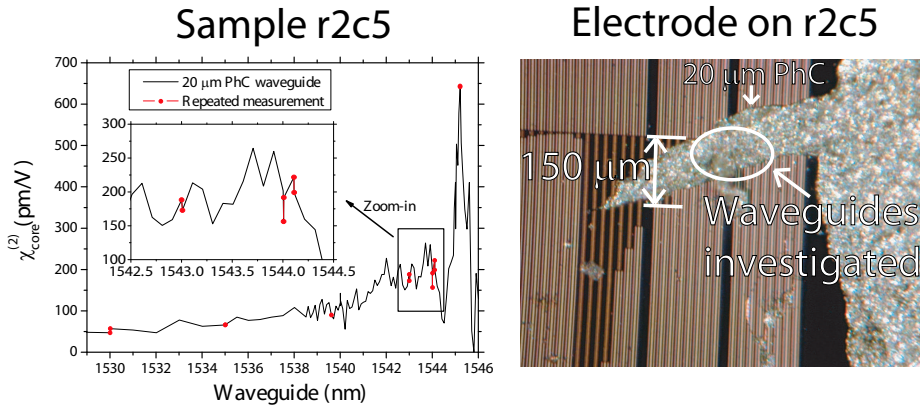 Sample r2c5
Electrode on r2c5
700
600
500
400
300
200
100
0
χ(2)core (pm/V)
20 μm PhC waveguide
Repeated measurement
300
250
200
150
100
1542.5 1543.0 1543.5 1544.0 1544.5
Zoom-in
1530 1532 1534 1536 1538 1540 1542 1544 1546
Waveguide (nm)
20 μm PhC
150 μm
Waveguides
investigated